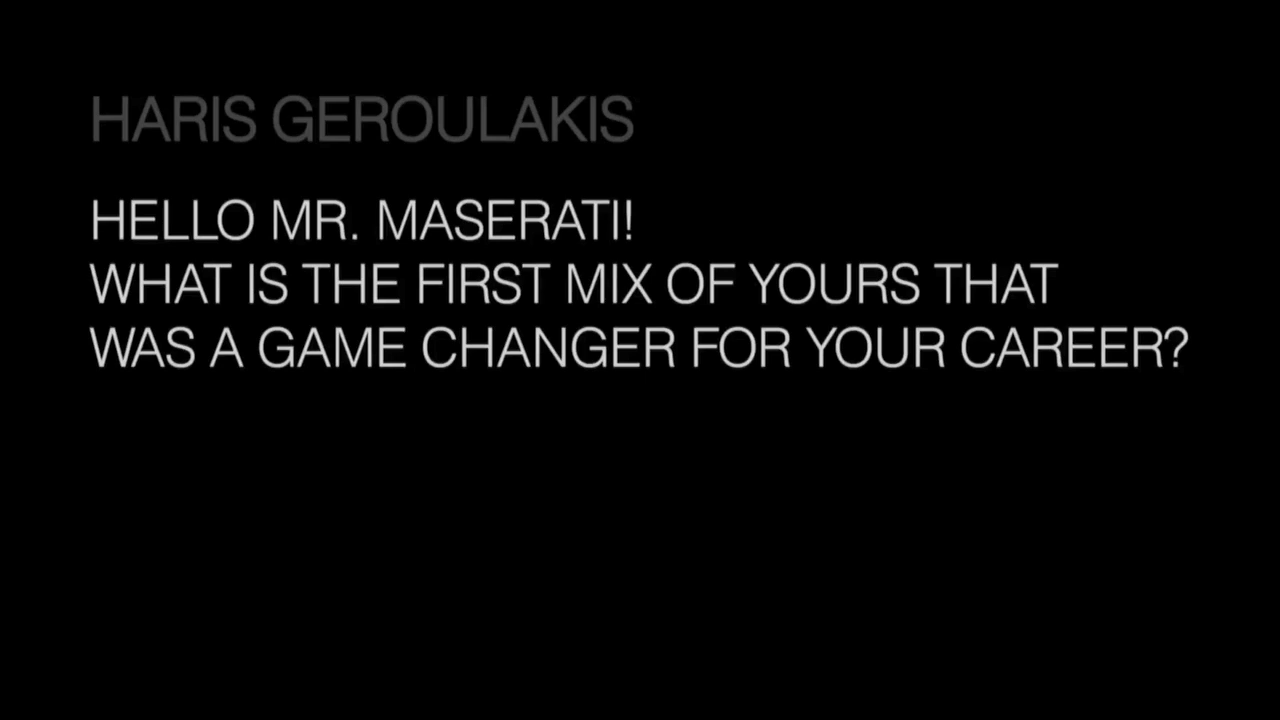 HARIS GEROULAKIS
HELLO MR. MASERATI!
WHAT IS THE FIRST MIX OF YOURS THAT
WAS A GAME CHANGER FOR YOUR CAREER?